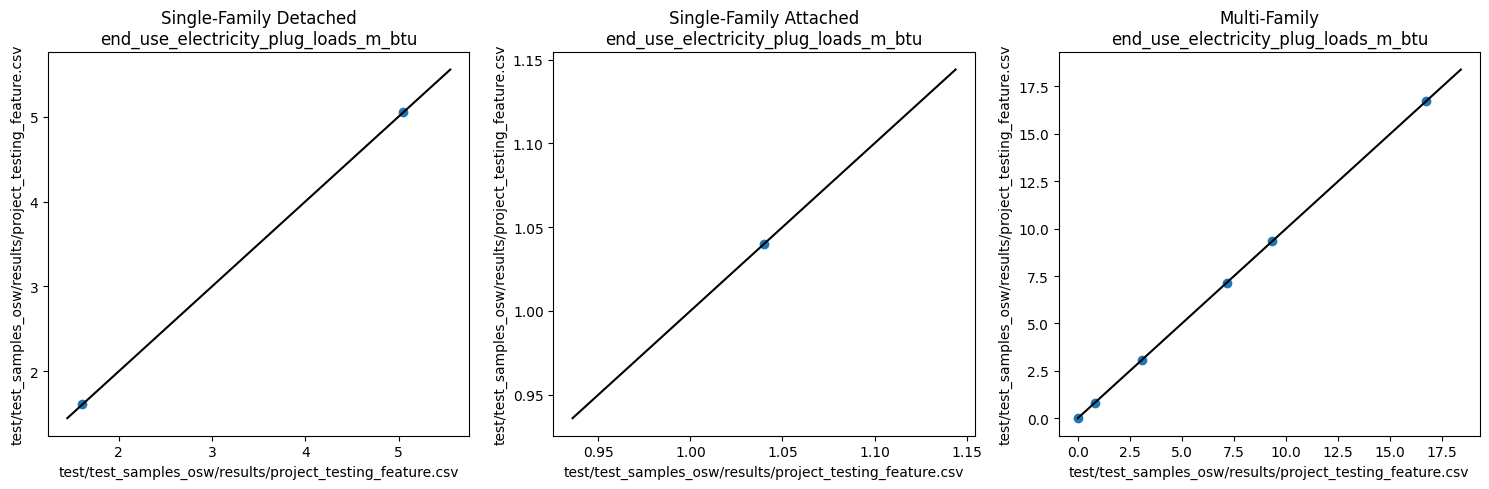 Single-Family Detached
end_use_electricity_plug_loads_m_btu
test/test_samples_osw/results/project_testing_feature.csv
5
4
3
2
2
3
4
5
test/test_samples_osw/results/project_testing_feature.csv
Single-Family Attached
end_use_electricity_plug_loads_m_btu
test/test_samples_osw/results/project_testing_feature.csv
1.15
1.10
1.05
1.00
0.95
0.95
1.00
1.05
1.10
1.15
test/test_samples_osw/results/project_testing_feature.csv
Multi-Family
end_use_electricity_plug_loads_m_btu
test/test_samples_osw/results/project_testing_feature.csv
17.5
15.0
12.5
10.0
7.5
5.0
2.5
0.0
0.0
2.5
5.0
7.5
10.0
12.5
15.0
17.5
test/test_samples_osw/results/project_testing_feature.csv